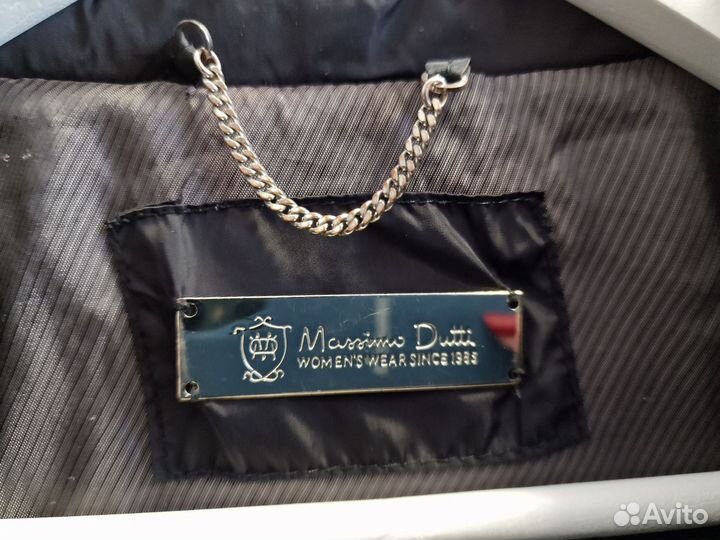 Massimo Dutti
WOMEN'S WEAR SINCE 1985
Avito